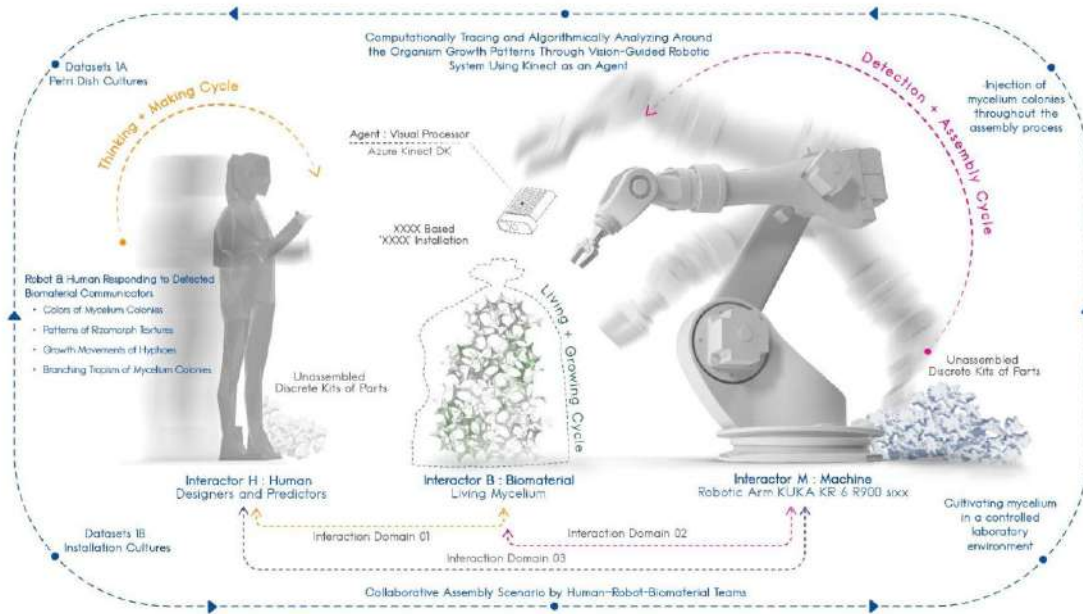 Computationally Tracing and Algorithmically Analyzing Around
the Organism Growth Patterns Through Vision-Guided Robotic
System Using Kinect as an Agent
Datasets 1A
Petri Dish Cultures
Thinking + Making Cycle
Agent : Visual Processor
Azure Kinect DK
Detection + Assembly Cycle
Injection of
mycelium colonies
throughout the
assembly process
XXXX Based
"XXXX" Installation
Robot & Human Responding to Detected
Biomaterial Communicators
• Colors of Mycelium Colonies
• Patterns of Rizomorph Textures
• Growth Movements of Hyphaes
• Branching Tropism of Mycelium Colonies
Living + Growing Cycle
Unassembled
Discrete Kits of Parts
Unassembled
Discrete Kits of Parts
Interactor H : Human
Designers and Predictors
Interactor B : Biomaterial
Living Mycelium
Interactor M : Machine
Robotic Arm KUKA KR 6 R900 sixx
Cultivating mycelium
in a controlled
laboratory
environment
Datasets 1B
Installation Cultures
Interaction Domain 01
Interaction Domain 02
Interaction Domain 03
Collaborative Assembly Scenario by Human-Robot-Biomaterial Teams